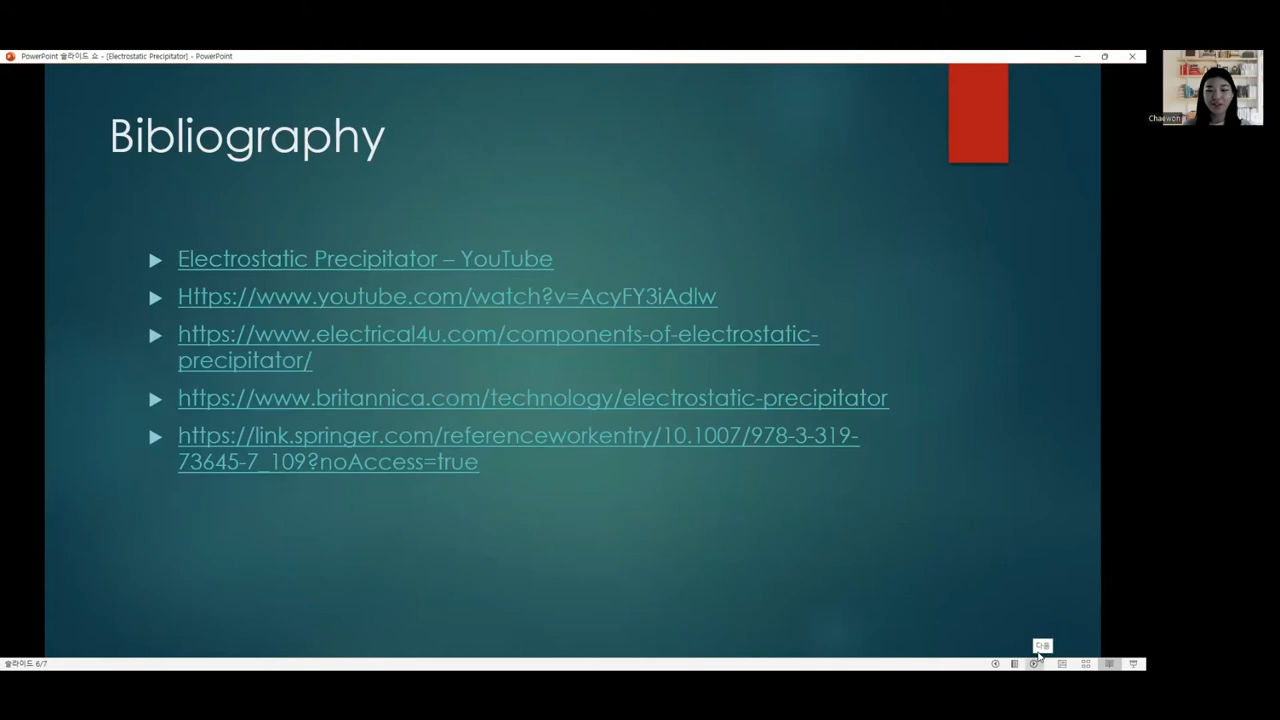 PowerPoint 슬라이드 쇼 - [Electrostatic Precipitator] - PowerPoint
Chaewon
Bibliography
Electrostatic Precipitator – YouTube
Https://www.youtube.com/watch?v=AcyFY3iAdlw
https://www.electrical4u.com/components-of-electrostatic-
precipitator/
https://www.britannica.com/technology/electrostatic-precipitator
https://link.springer.com/referenceworkentry/10.1007/978-3-319-
73645-7_109?noAccess=true
다음
슬라이드 6/7